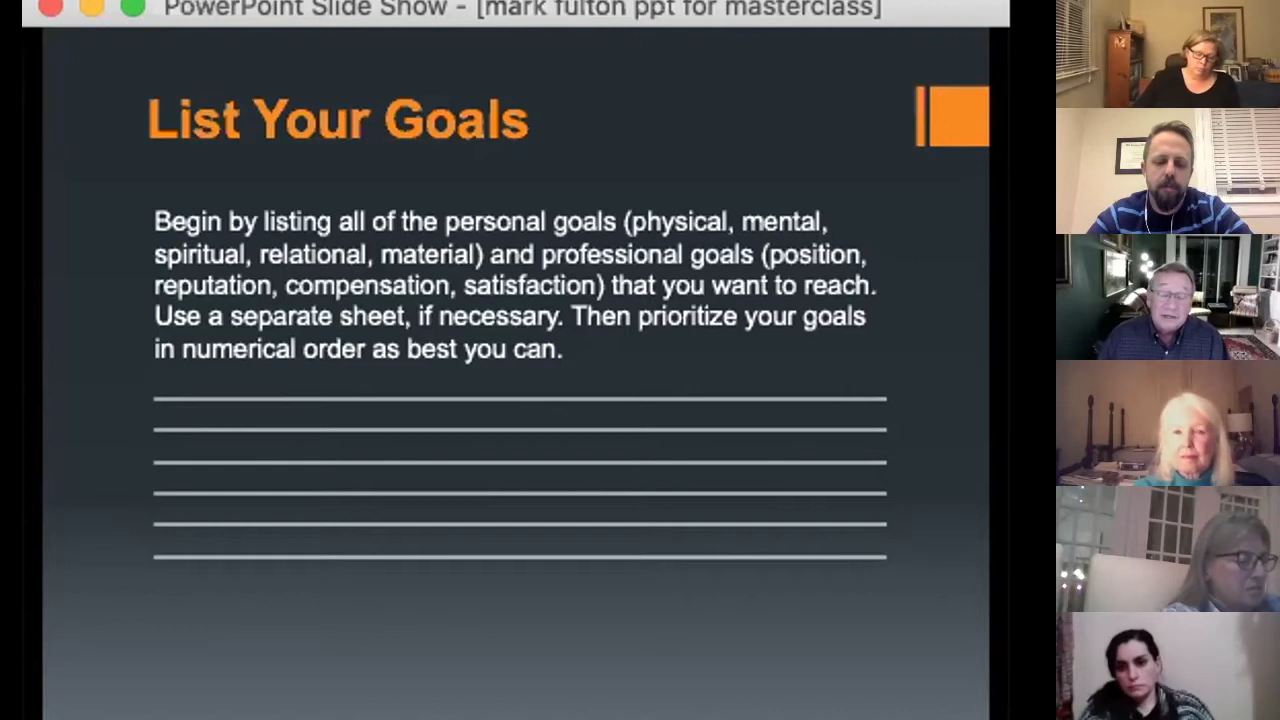 PowerPoint Slide Show - [mark fulton ppt for masterclass]
List Your Goals
Begin by listing all of the personal goals (physical, mental,
spiritual, relational, material) and professional goals (position,
reputation, compensation, satisfaction) that you want to reach.
Use a separate sheet, if necessary. Then prioritize your goals
in numerical order as best you can.